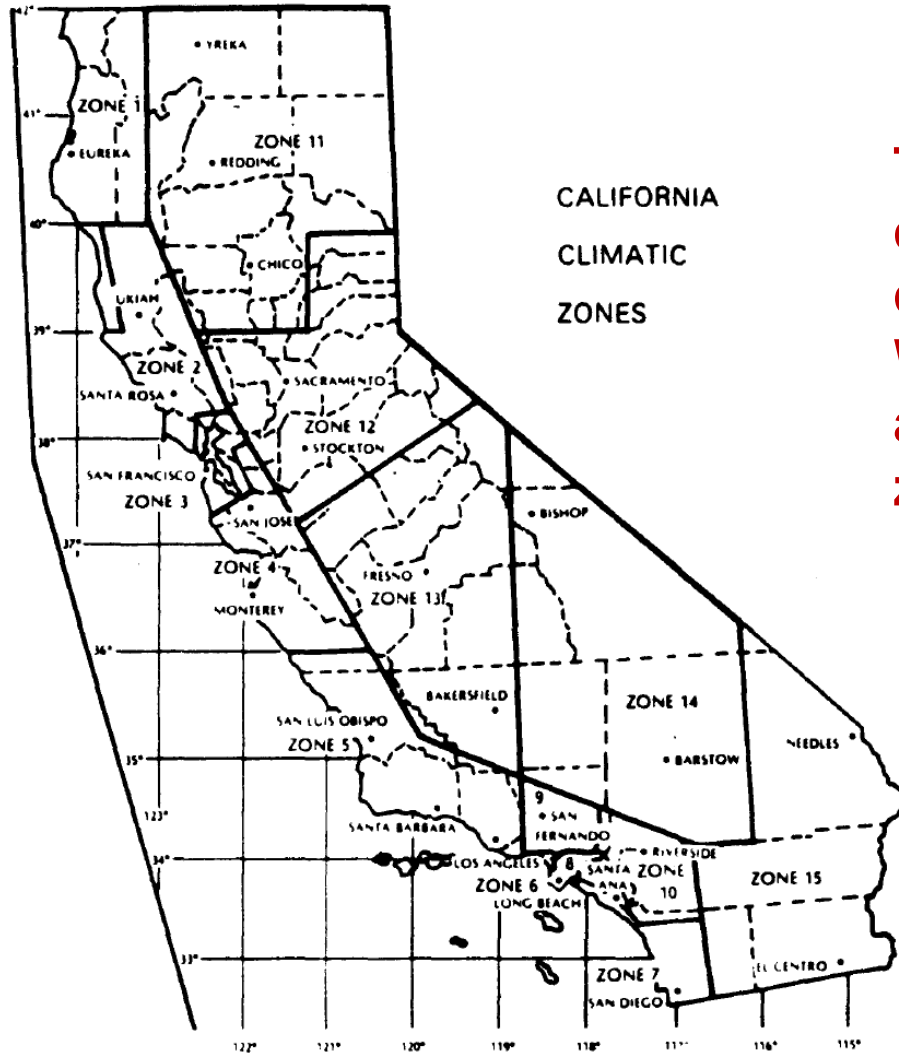 42°
YREKA
ZONE 1
41°
ZONE 11
EUREKA
REDDING
CALIFORNIA
CLIMATIC
ZONES
40°
CHICO
UKIAH
39°
ZONE 2
SACRAMENTO
SANTA ROSA
ZONE 12
38°
STOCKTON
SAN FRANCISCO
ZONE 3
SAN JOSE
BISHOP
37°
ZONE 4
FRESNO
ZONE 13
MONTEREY
36°
BAKERSFIELD
ZONE 14
SAN LUIS OBISPO
ZONE 5
NEEDLES
35°
BARSTOW
9
123°
SAN
FERNANDO
SANTA BARBARA
RIVERSIDE
34°
LOS ANGELES
8
SANTA
ANA
ZONE
10
ZONE 15
ZONE 6
LONG BEACH
33°
ZONE 7
EL CENTRO
SAN DIEGO
122°
121°
120°
119°
118°
117°
116°
115°